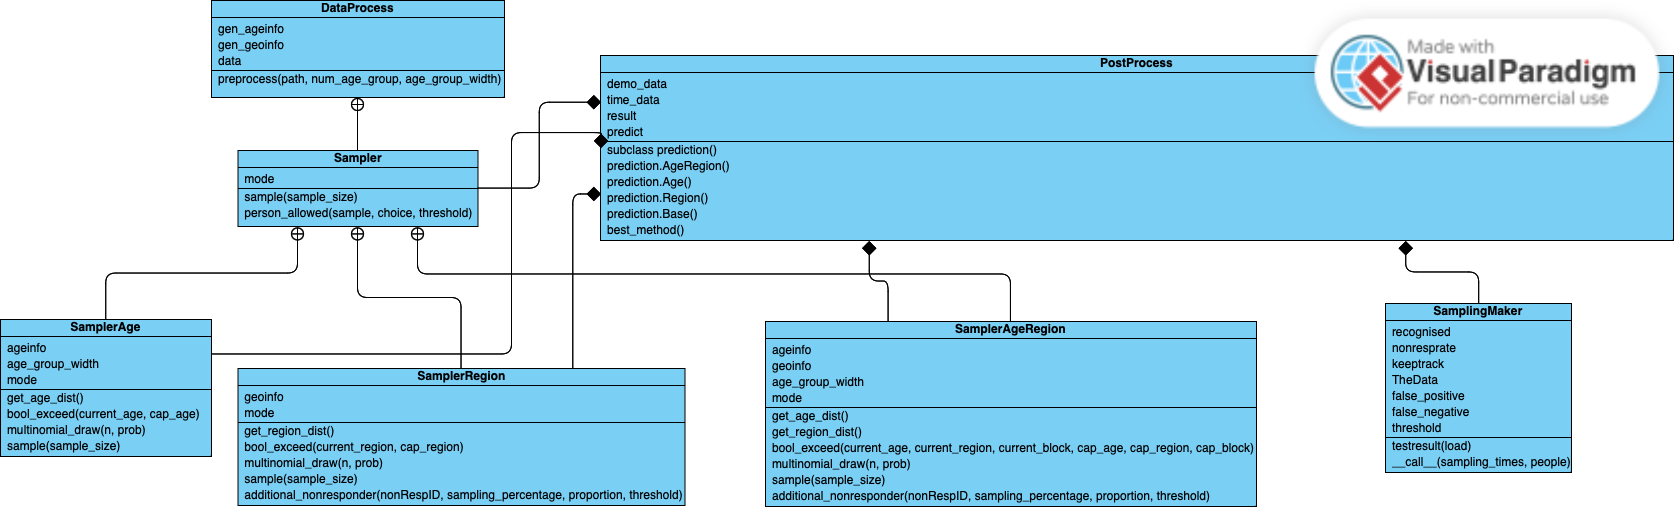 DataProcess
gen_ageinfo
gen_geoinfo
data
preprocess(path, num_age_group, age_group_width)
PostProcess
demo_data
time_data
result
predict
subclass prediction()
prediction.AgeRegion()
prediction.Age()
prediction.Region()
prediction.Base()
best_method()
Made with
VisualParadigm
For non-commercial use
Sampler
mode
sample(sample_size)
person_allowed(sample, choice, threshold)
SamplerAge
ageinfo
age_group_width
mode
get_age_dist()
bool_exceed(current_age, cap_age)
multinomial_draw(n, prob)
sample(sample_size)
SamplerRegion
geoinfo
mode
get_region_dist()
bool_exceed(current_region, cap_region)
multinomial_draw(n, prob)
sample(sample_size)
additional_nonresponder(nonRespID, sampling_percentage, proportion, threshold)
SamplerAgeRegion
ageinfo
geoinfo
age_group_width
mode
get_age_dist()
get_region_dist()
bool_exceed(current_age, current_region, current_block, cap_age, cap_region, cap_block)
multinomial_draw(n, prob)
sample(sample_size)
additional_nonresponder(nonRespID, sampling_percentage, proportion, threshold)
SamplingMaker
recognised
nonresprate
keeptrack
TheData
false_positive
false_negative
threshold
testresult(load)
__call__(sampling_times, people)